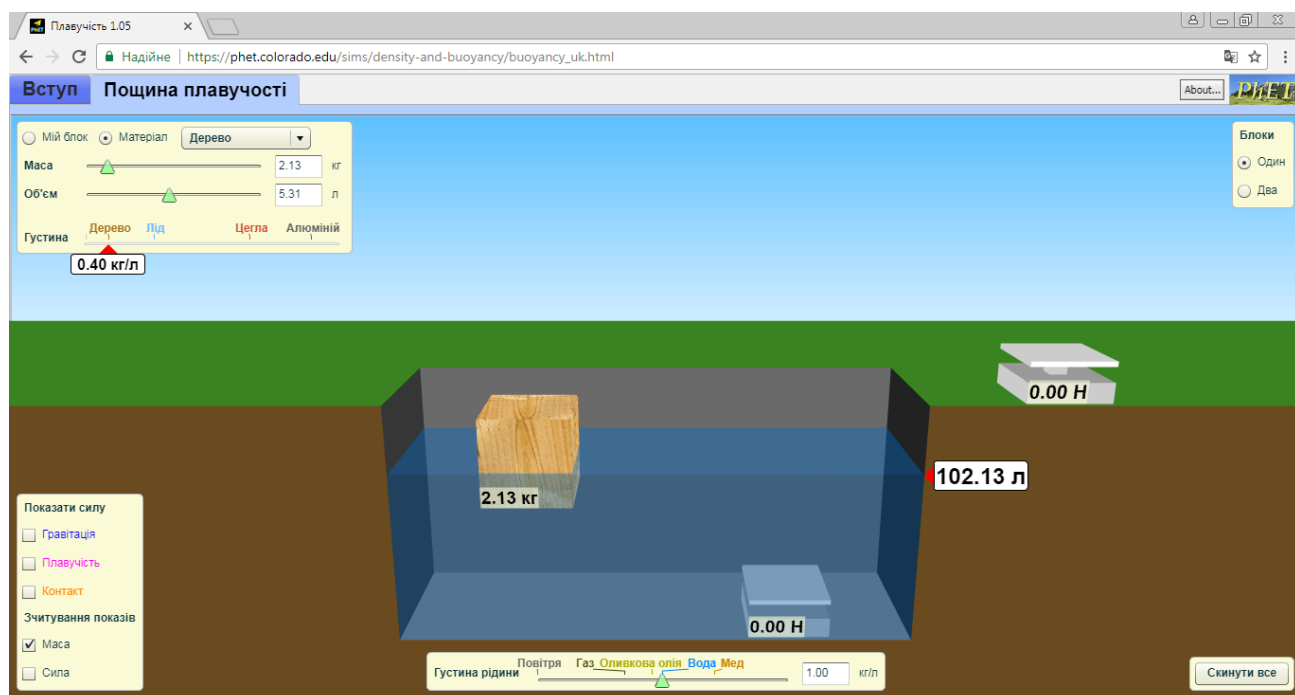 Плавучість 1.05
Надійне | https://phet.colorado.edu/sims/density-and-buoyancy/buoyancy_uk.html
Вступ Пощина плавучості About... PhET
Мій блок Матеріал Дерево
Маса 2.13 кг
Об'єм 5.31 л
Дерево Лід Цегла Алюміній
Густина
0.40 кг/л
Блоки
Один
Два
0.00 Н
2.13 кг
102.13 л
0.00 Н
Показати силу
Гравітація
Плавучість
Контакт
Зчитування показів
Маса
Сила
Повітря Газ Оливкова олія Вода Мед
Густина рідини 1.00 кг/л
Скинути все